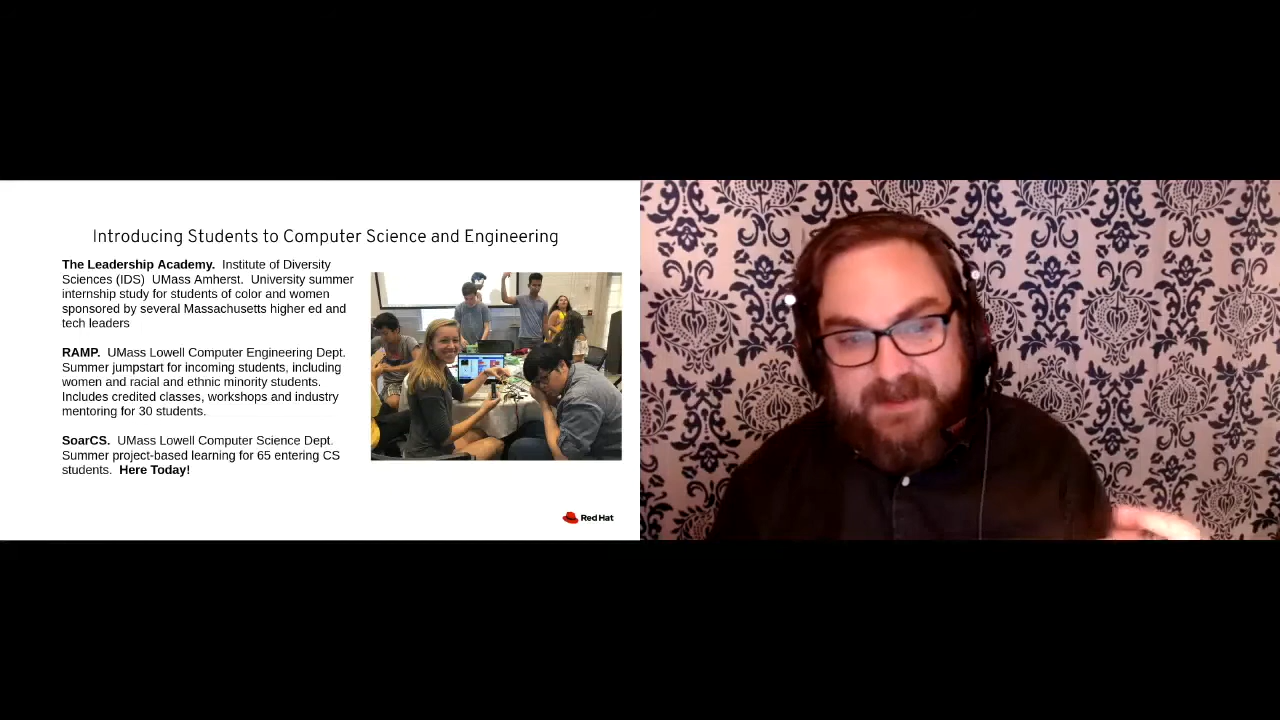 Introducing Students to Computer Science and Engineering
The Leadership Academy.  Institute of Diversity
Sciences (IDS)  UMass Amherst.  University summer
internship study for students of color and women
sponsored by several Massachusetts higher ed and
tech leaders
RAMP.  UMass Lowell Computer Engineering Dept.
Summer jumpstart for incoming students, including
women and racial and ethnic minority students.
Includes credited classes, workshops and industry
mentoring for 30 students.
SoarCS.  UMass Lowell Computer Science Dept.
Summer project-based learning for 65 entering CS
students.  Here Today!
Red Hat